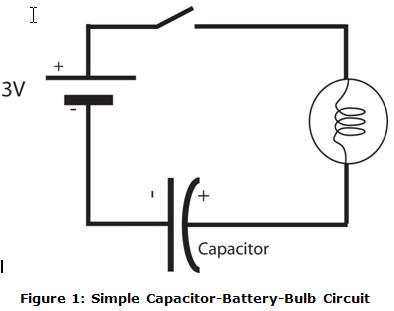 +
3V
-
-
+
Capacitor
Figure 1: Simple Capacitor-Battery-Bulb Circuit